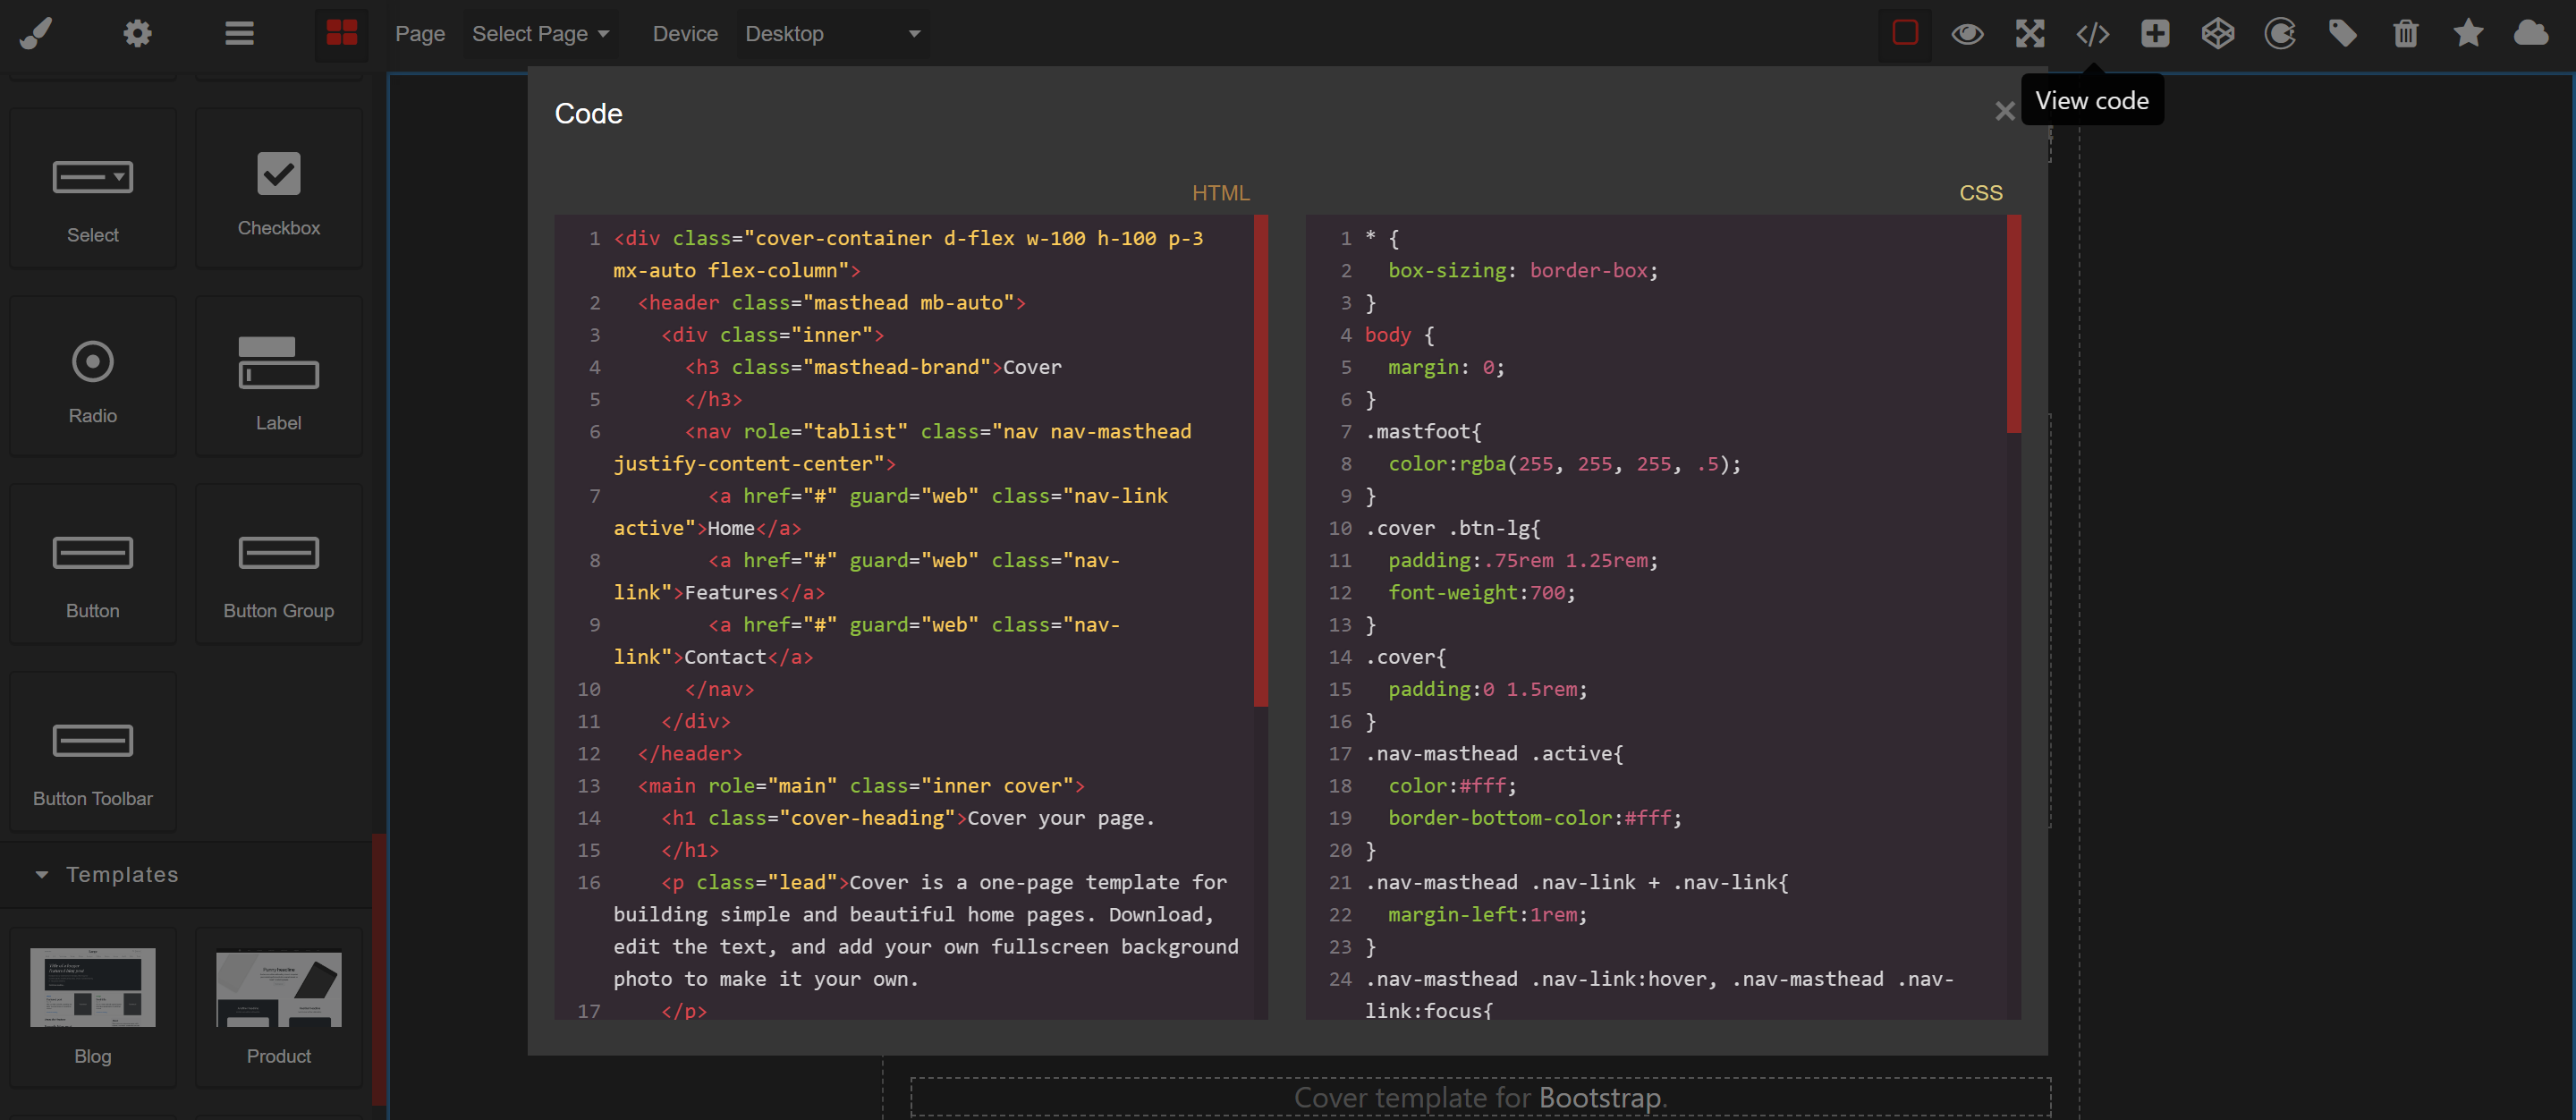 Page
Select Page
Device
Desktop
View code
Select
Checkbox
Radio
Label
Button
Button Group
Button Toolbar
Templates
Blog
Product
Code
HTML
1 <div class="cover-container d-flex w-100 h-100 p-3
mx-auto flex-column">
2 <header class="masthead mb-auto">
3 <div class="inner">
4 <h3 class="masthead-brand">Cover
5 </h3>
6 <nav role="tablist" class="nav nav-masthead
justify-content-center">
7 <a href="#" guard="web" class="nav-link
active">Home</a>
8 <a href="#" guard="web" class="nav-
link">Features</a>
9 <a href="#" guard="web" class="nav-
link">Contact</a>
10 </nav>
11 </div>
12 </header>
13 <main role="main" class="inner cover">
14 <h1 class="cover-heading">Cover your page.
15 </h1>
16 <p class="lead">Cover is a one-page template for
building simple and beautiful home pages. Download,
edit the text, and add your own fullscreen background
photo to make it your own.
17 </p>
CSS
1 * {
2 box-sizing: border-box;
3 }
4 body {
5 margin: 0;
6 }
7 .mastfoot{
8 color:rgba(255, 255, 255, .5);
9 }
10 .cover .btn-lg{
11 padding:.75rem 1.25rem;
12 font-weight:700;
13 }
14 .cover{
15 padding:0 1.5rem;
16 }
17 .nav-masthead .active{
18 color:#fff;
19 border-bottom-color:#fff;
20 }
21 .nav-masthead .nav-link + .nav-link{
22 margin-left:1rem;
23 }
24 .nav-masthead .nav-link:hover, .nav-masthead .nav-
link:focus{
Cover template for Bootstrap.